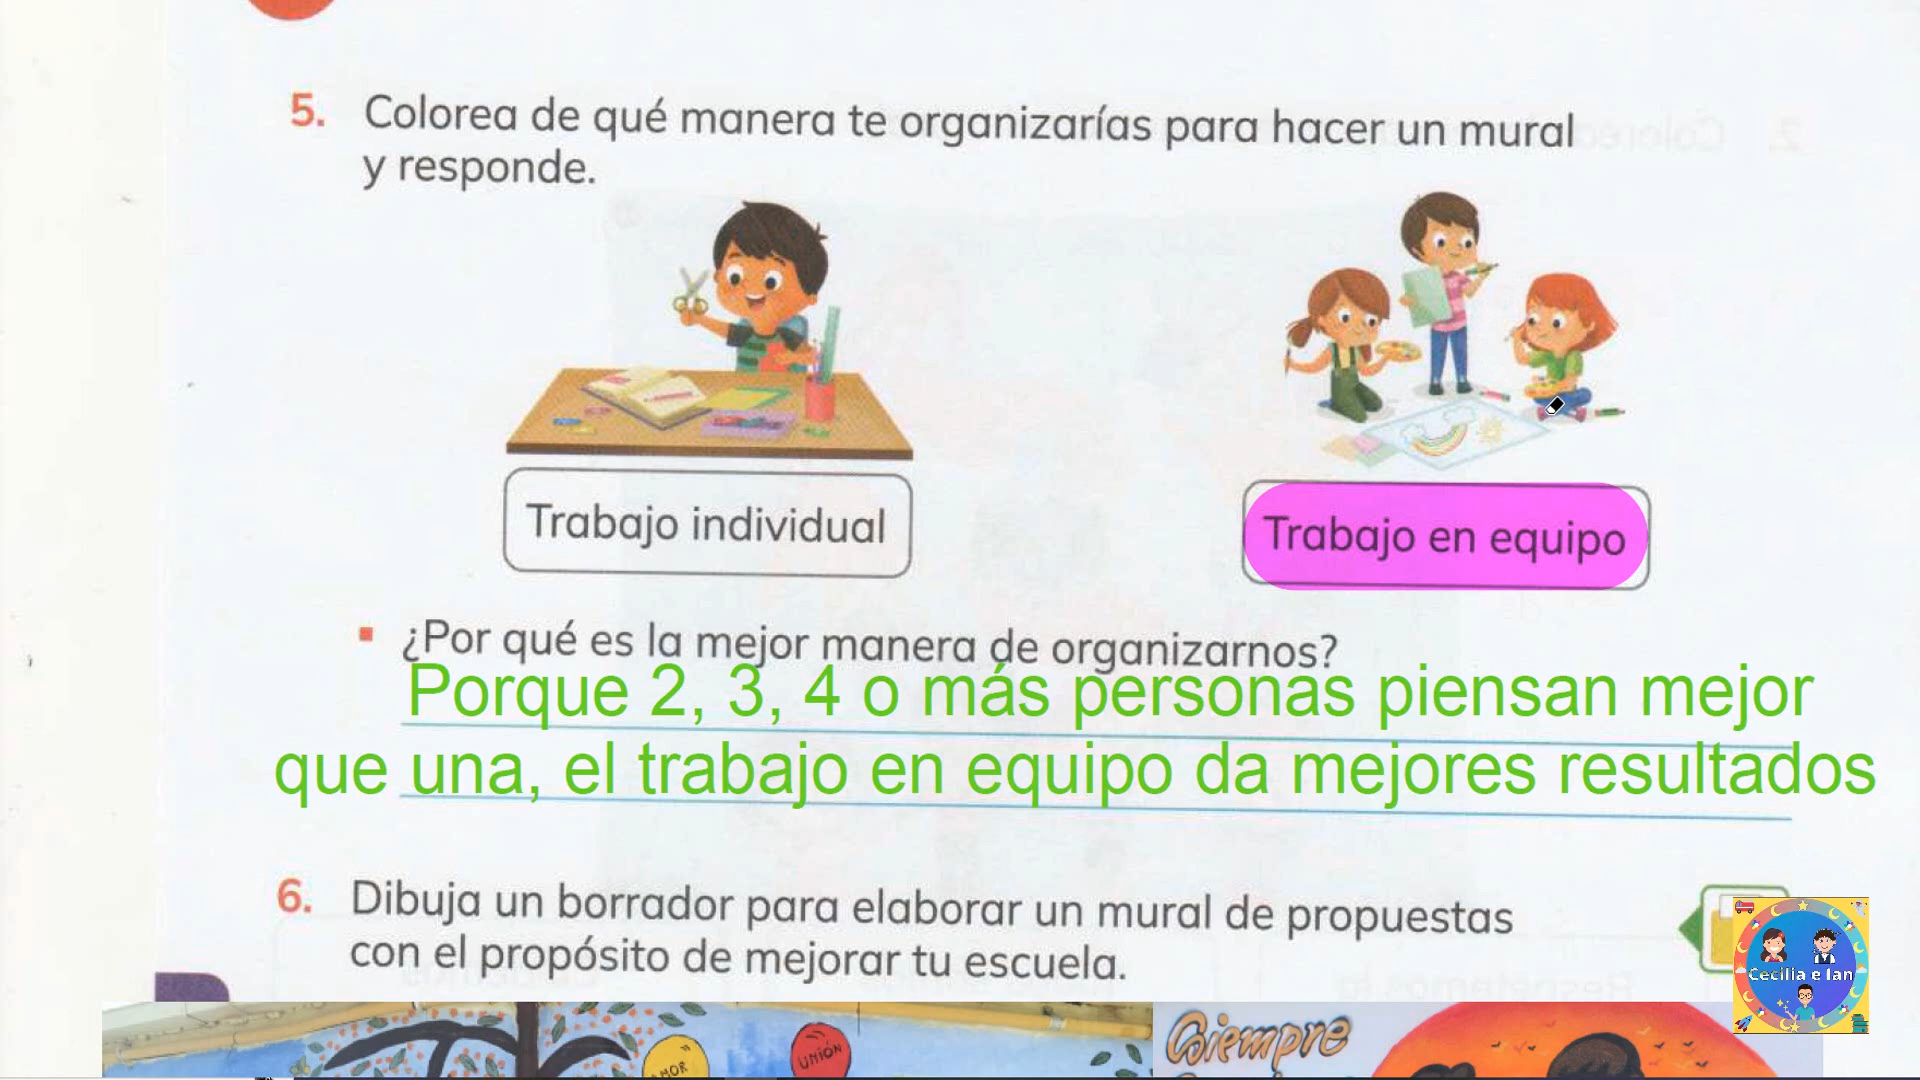 5. Colorea de qué manera te organizarías para hacer un mural
y responde.
Trabajo individual
Trabajo en equipo
▪ ¿Por qué es la mejor manera de organizarnos?
Porque 2, 3, 4 o más personas piensan mejor
que una, el trabajo en equipo da mejores resultados
6. Dibuja un borrador para elaborar un mural de propuestas
con el propósito de mejorar tu escuela.
Cecilia e Ian
UNIÓN
Siempre